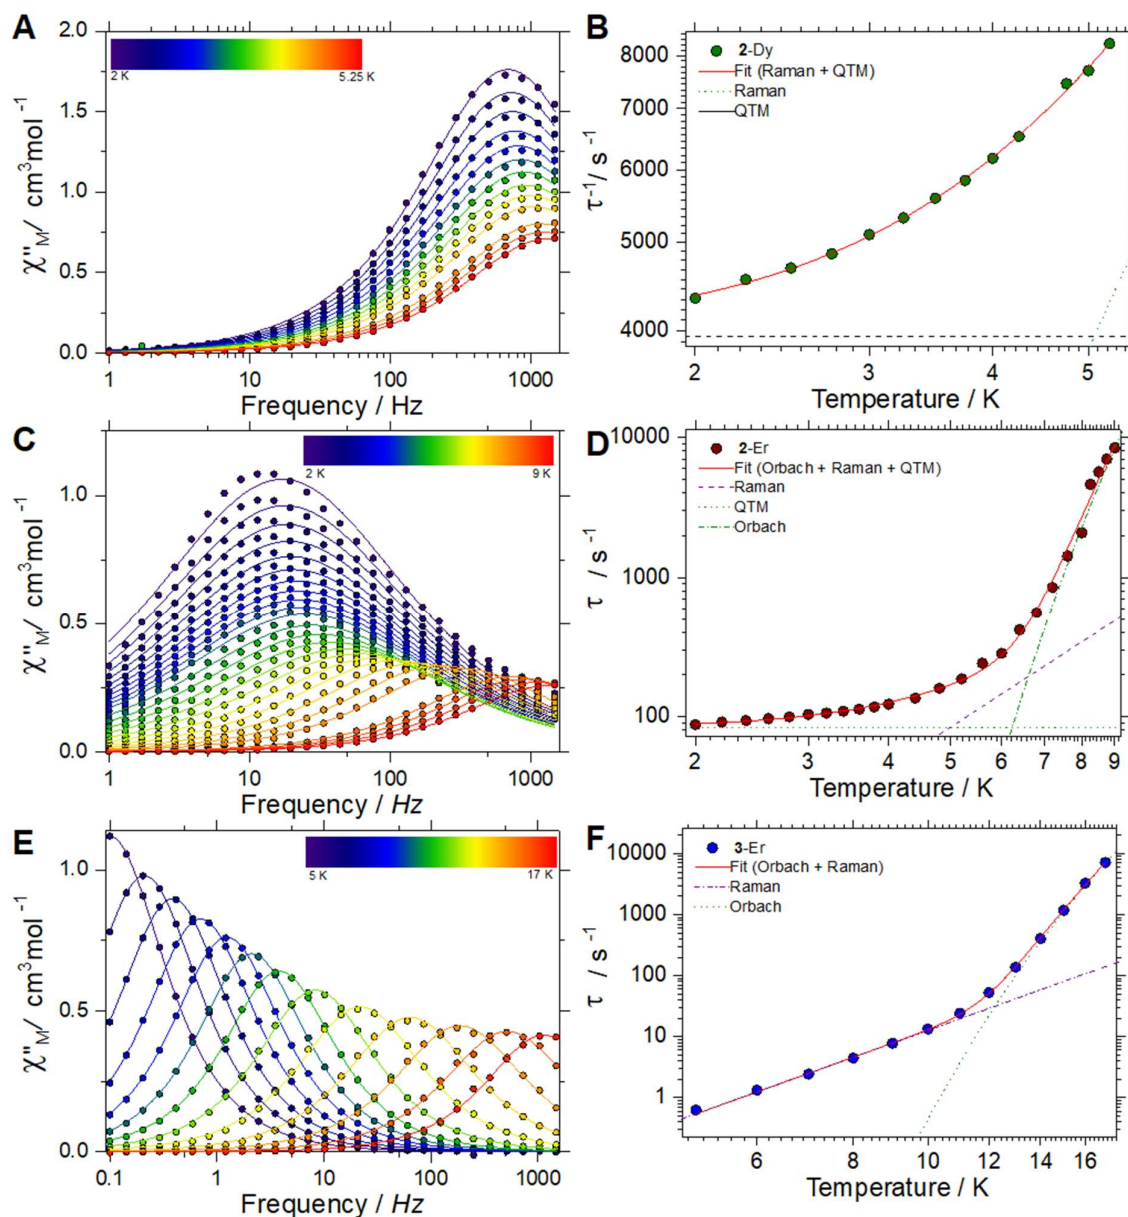 A
2.0
1.5
1.0
0.5
0.0
χ"M/ cm3mol-1
2 K
5.25 K
1
10
100
1000
Frequency / Hz
B
8000
7000
6000
5000
4000
τ-1/ s-1
2-Dy
Fit (Raman + QTM)
Raman
QTM
2
3
4
5
Temperature / K
C
1.0
0.5
0.0
χ"M/ cm3mol-1
2 K
9 K
1
10
100
1000
Frequency / Hz
D
10000
1000
100
τ / s-1
2-Er
Fit (Orbach + Raman + QTM)
Raman
QTM
Orbach
2
3
4
5
6
7
8
9
Temperature / K
E
1.0
0.5
0.0
χ"M/ cm3mol-1
5 K
17 K
0.1
1
10
100
1000
Frequency / Hz
F
10000
1000
100
10
1
τ / s-1
3-Er
Fit (Orbach + Raman)
Raman
Orbach
6
8
10
12
14
16
Temperature / K